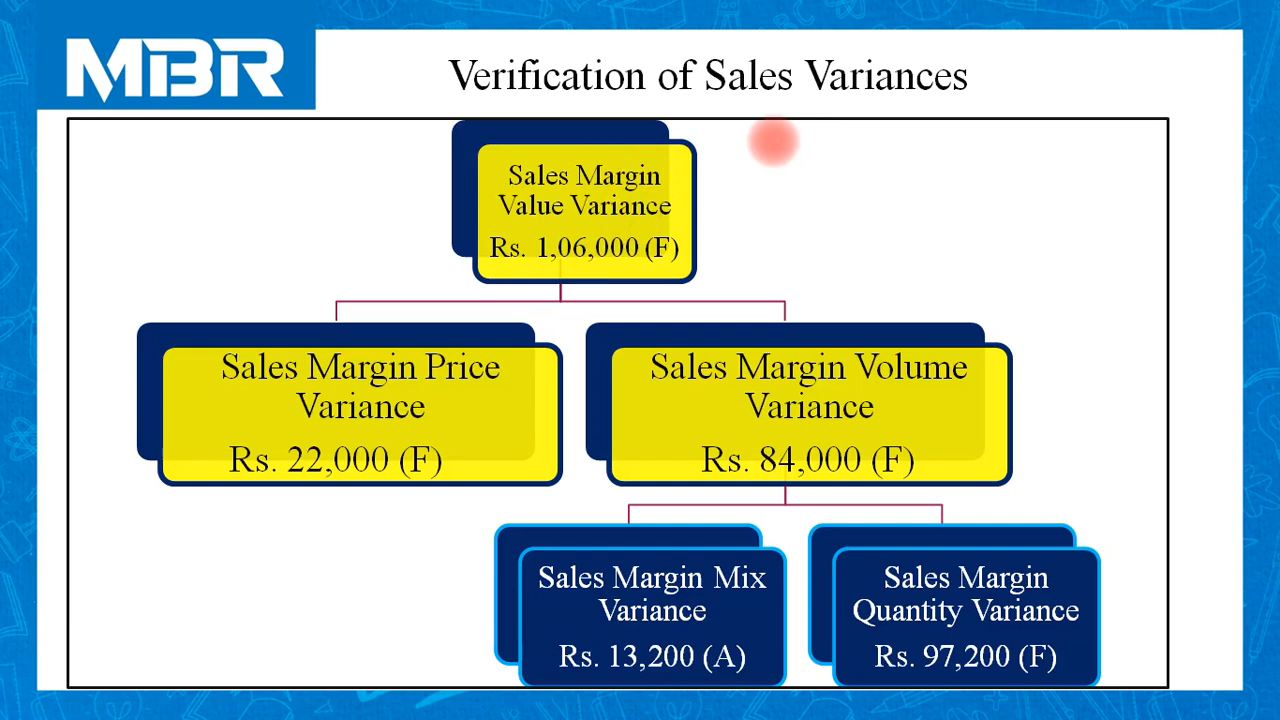 MBR
Verification of Sales Variances
Sales Margin
Value Variance
Rs. 1,06,000 (F)
Sales Margin Price
Variance
Rs. 22,000 (F)
Sales Margin Volume
Variance
Rs. 84,000 (F)
Sales Margin Mix
Variance
Rs. 13,200 (A)
Sales Margin
Quantity Variance
Rs. 97,200 (F)